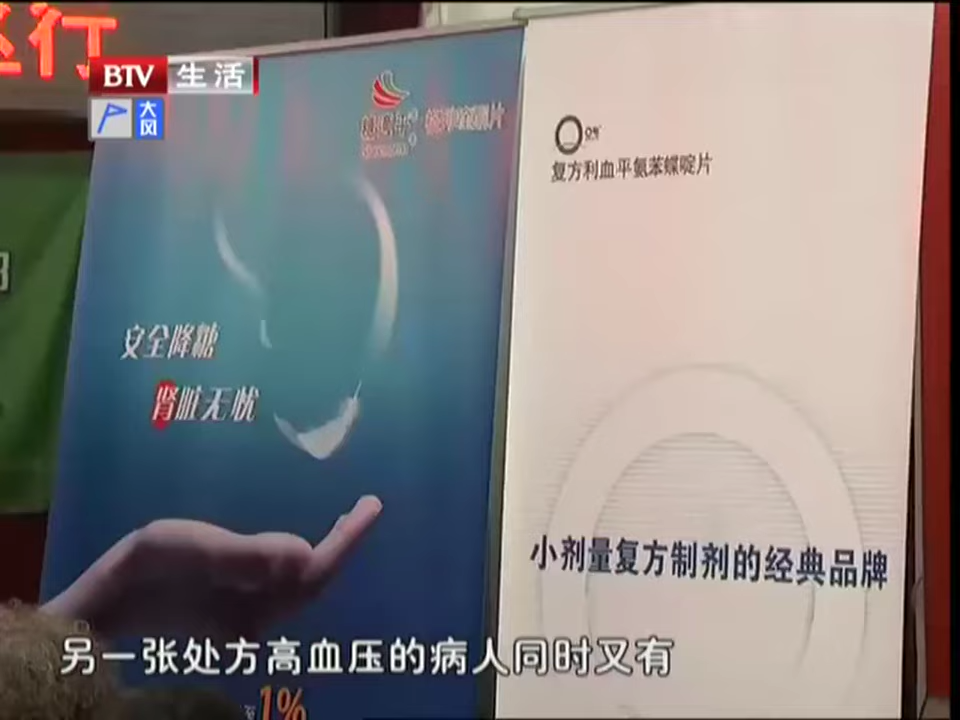 BTV 生活
大风
0号
复方利血平氨苯蝶啶片
安全降糖
肾脏无忧
小剂量复方制剂的经典品牌
另一张处方高血压的病人同时又有
1%